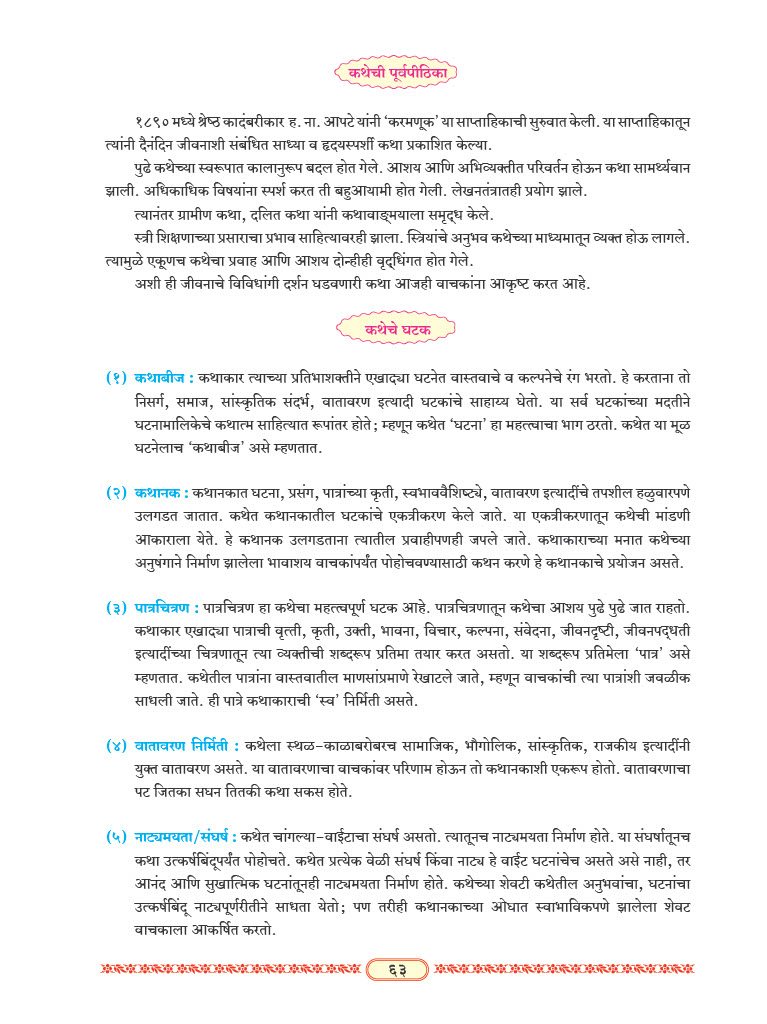 कथेची पूर्वपीठिका
१८९० मध्ये श्रेष्ठ कादंबरीकार ह. ना. आपटे यांनी ‘करमणूक’ या साप्ताहिकाची सुरुवात केली. या साप्ताहिकातून
त्यांनी दैनंदिन जीवनाशी संबंधित साध्या व हृदयस्पर्शी कथा प्रकाशित केल्या.
पुढे कथेच्या स्वरूपात कालानुरूप बदल होत गेले. आशय आणि अभिव्यक्तीत परिवर्तन होऊन कथा सामर्थ्यवान
झाली. अधिकाधिक विषयांना स्पर्श करत ती बहुआयामी होत गेली. लेखनतंत्रातही प्रयोग झाले.
त्यानंतर ग्रामीण कथा, दलित कथा यांनी कथावाङ्‌मयाला समृद्ध केले.
स्त्री शिक्षणाच्या प्रसाराचा प्रभाव साहित्यावरही झाला. स्त्रियांचे अनुभव कथेच्या माध्यमातून व्यक्त होऊ लागले.
त्यामुळे एकूणच कथेचा प्रवाह आणि आशय दोन्हीही वृद्धिंगत होत गेले.
अशी ही जीवनाचे विविधांगी दर्शन घडवणारी कथा आजही वाचकांना आकृष्ट करत आहे.
कथेचे घटक
(१) कथाबीज : कथाकार त्याच्या प्रतिभाशक्तीने एखाद्या घटनेत वास्तवाचे व कल्पनेचे रंग भरतो. हे करताना तो
निसर्ग, समाज, सांस्कृतिक संदर्भ, वातावरण इत्यादी घटकांचे साहाय्य घेतो. या सर्व घटकांच्या मदतीने
घटनामालिकेचे कथात्म साहित्यात रूपांतर होते; म्हणून कथेत ‘घटना’ हा महत्त्वाचा भाग ठरतो. कथेत या मूळ
घटनेलाच ‘कथाबीज’ असे म्हणतात.
(२) कथानक : कथानकात घटना, प्रसंग, पात्रांच्या कृती, स्वभाववैशिष्ट्ये, वातावरण इत्यादींचे तपशील हळुवारपणे
उलगडत जातात. कथेत कथानकातील घटकांचे एकत्रीकरण केले जाते. या एकत्रीकरणातून कथेची मांडणी
आकाराला येते. हे कथानक उलगडताना त्यातील प्रवाहीपणही जपले जाते. कथाकाराच्या मनात कथेच्या
अनुषंगाने निर्माण झालेला भावाशय वाचकांपर्यंत पोहोचवण्यासाठी कथन करणे हे कथानकाचे प्रयोजन असते.
(३) पात्रचित्रण : पात्रचित्रण हा कथेचा महत्त्वपूर्ण घटक आहे. पात्रचित्रणातून कथेचा आशय पुढे पुढे जात राहतो.
कथाकार एखाद्या पात्राची वृत्ती, कृती, उक्ती, भावना, विचार, कल्पना, संवेदना, जीवनदृष्टी, जीवनपद्धती
इत्यादींच्या चित्रणातून त्या व्यक्तीची शब्दरूप प्रतिमा तयार करत असतो. या शब्दरूप प्रतिमेला ‘पात्र’ असे
म्हणतात. कथेतील पात्रांना वास्तवातील माणसांप्रमाणे रेखाटले जाते, म्हणून वाचकांची त्या पात्रांशी जवळीक
साधली जाते. ही पात्रे कथाकाराची ‘स्व’ निर्मिती असते.
(४) वातावरण निर्मिती : कथेला स्थळ-काळाबरोबरच सामाजिक, भौगोलिक, सांस्कृतिक, राजकीय इत्यादींनी
युक्त वातावरण असते. या वातावरणाचा वाचकांवर परिणाम होऊन तो कथानकाशी एकरूप होतो. वातावरणाचा
पट जितका सघन तितकी कथा सकस होते.
(५) नाट्यमयता/संघर्ष : कथेत चांगल्या-वाईटाचा संघर्ष असतो. त्यातूनच नाट्यमयता निर्माण होते. या संघर्षातूनच
कथा उत्कर्षबिंदूपर्यंत पोहोचते. कथेत प्रत्येक वेळी संघर्ष किंवा नाट्य हे वाईट घटनांचेच असते असे नाही, तर
आनंद आणि सुखात्मिक घटनांतूनही नाट्यमयता निर्माण होते. कथेच्या शेवटी कथेतील अनुभवांचा, घटनांचा
उत्कर्षबिंदू नाट्यपूर्णरीतीने साधता येतो; पण तरीही कथानकाच्या ओघात स्वाभाविकपणे झालेला शेवट
वाचकाला आकर्षित करतो.
६३